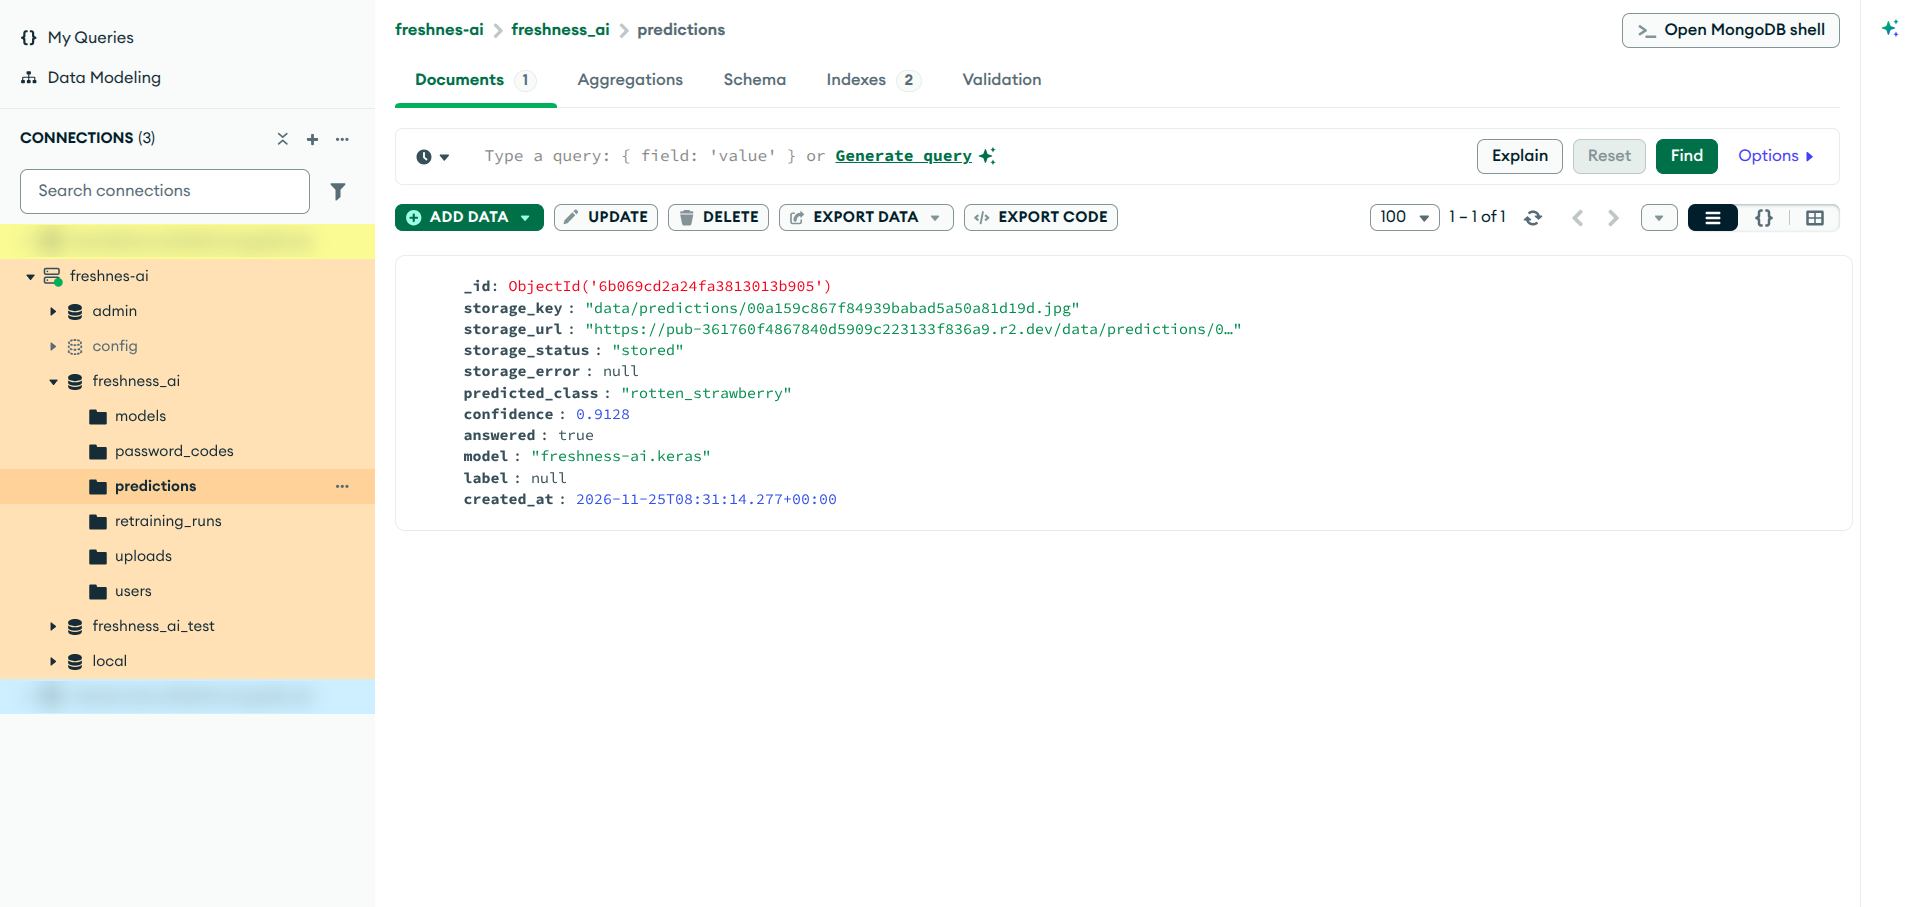 My Queries
Data Modeling
CONNECTIONS (3)
Search connections
freshnes-ai
admin
config
freshness_ai
models
password_codes
predictions
retraining_runs
uploads
users
freshness_ai_test
local
freshnes-ai > freshness_ai > predictions
>_ Open MongoDB shell
Documents 1 Aggregations Schema Indexes 2 Validation
Type a query: { field: 'value' } or Generate query
Explain Reset Find Options
ADD DATA UPDATE DELETE EXPORT DATA EXPORT CODE
100 1 – 1 of 1
_id: ObjectId('6b069cd2a24fa3813013b905')
storage_key : "data/predictions/00a159c867f84939babad5a50a81d19d.jpg"
storage_url : "https://pub-361760f4867840d5909c223133f836a9.r2.dev/data/predictions/0…"
storage_status : "stored"
storage_error : null
predicted_class : "rotten_strawberry"
confidence : 0.9128
answered : true
model : "freshness-ai.keras"
label : null
created_at : 2026-11-25T08:31:14.277+00:00